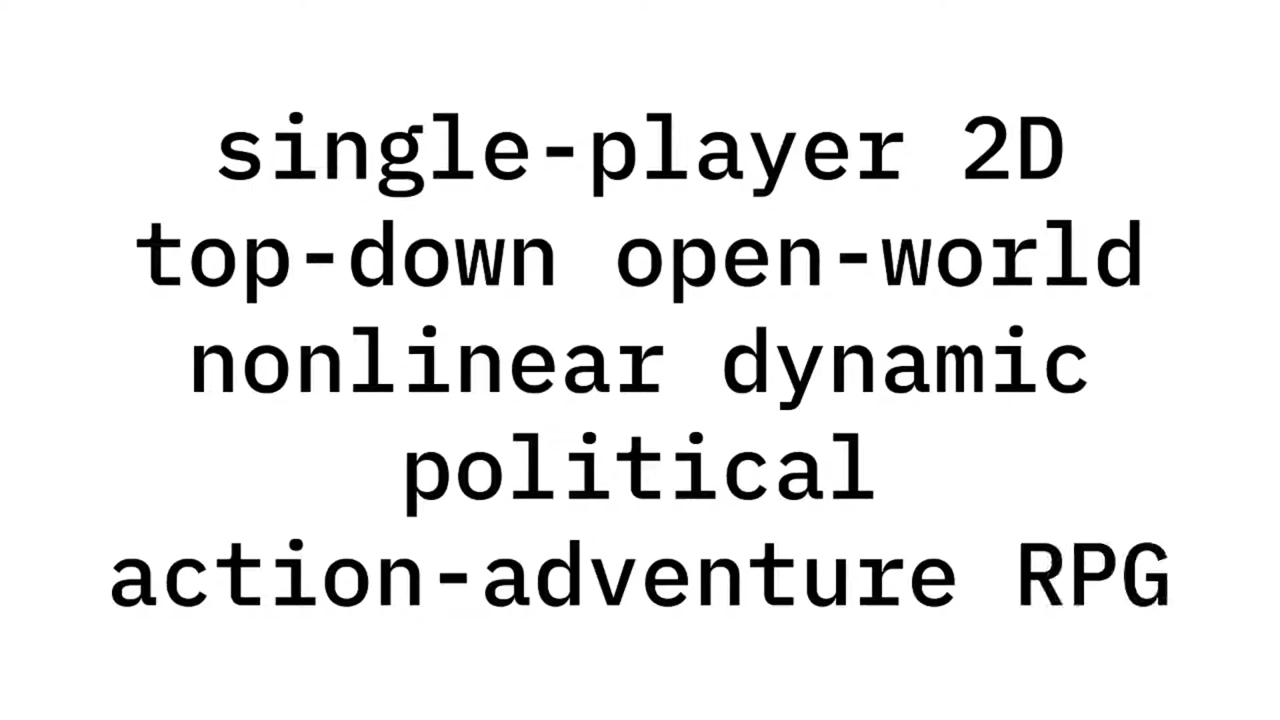 single-player 2D
top-down open-world
nonlinear dynamic
political
action-adventure RPG